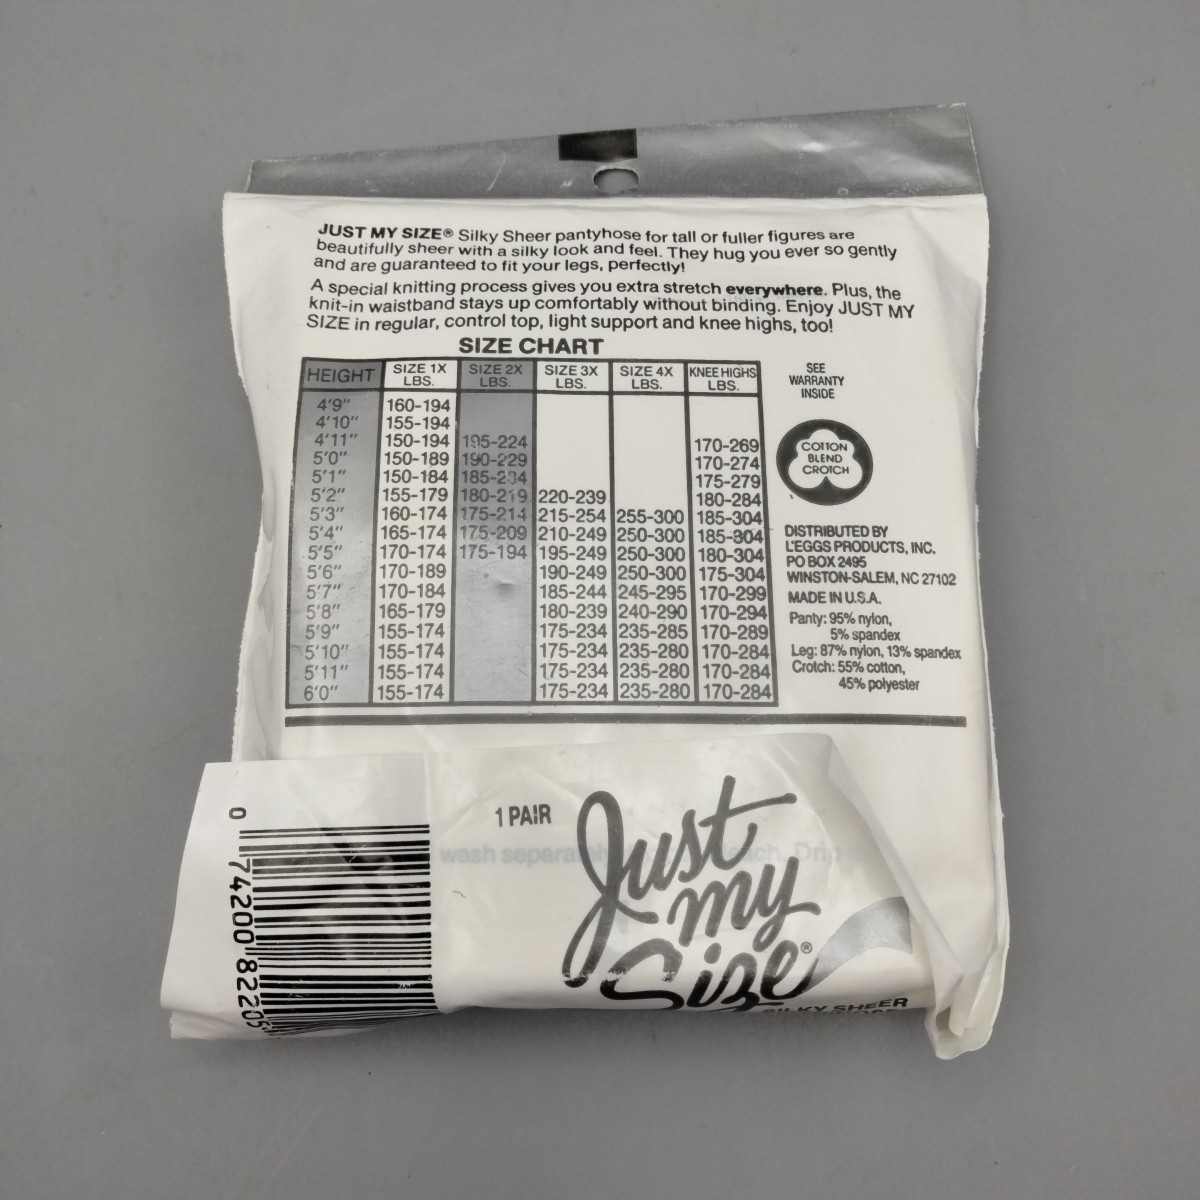 JUST MY SIZE® Silky Sheer pantyhose for tall or fuller figures are
beautifully sheer with a silky look and feel. They hug you ever so gently
and are guaranteed to fit your legs, perfectly!
A special knitting process gives you extra stretch everywhere. Plus, the
knit-in waistband stays up comfortably without binding. Enjoy JUST MY
SIZE in regular, control top, light support and knee highs, too!
SIZE CHART
HEIGHT SIZE 1X LBS. SIZE 2X LBS. SIZE 3X LBS. SIZE 4X LBS. KNEE HIGHS LBS.
4'9" 160-194
4'10" 155-194
4'11" 150-194 195-224 170-269
5'0" 150-189 190-229 170-274
5'1" 150-184 185-234 175-279
5'2" 155-179 180-219 220-239 180-284
5'3" 160-174 175-214 215-254 255-300 185-304
5'4" 165-174 175-209 210-249 250-300 185-304
5'5" 170-174 175-194 195-249 250-300 180-304
5'6" 170-189 190-249 250-300 175-304
5'7" 170-184 185-244 245-295 170-299
5'8" 165-179 180-239 240-290 170-294
5'9" 155-174 175-234 235-285 170-289
5'10" 155-174 175-234 235-280 170-284
5'11" 155-174 175-234 235-280 170-284
6'0" 155-174 175-234 235-280 170-284
SEE
WARRANTY
INSIDE
COTTON
BLEND
CROTCH
DISTRIBUTED BY
L'EGGS PRODUCTS, INC.
PO BOX 2495
WINSTON-SALEM, NC 27102
MADE IN U.S.A.
Panty: 95% nylon,
5% spandex
Leg: 87% nylon, 13% spandex
Crotch: 55% cotton,
45% polyester
0 74200 82205
1 PAIR
wash
Just
my
Size®
SILKY SHEER